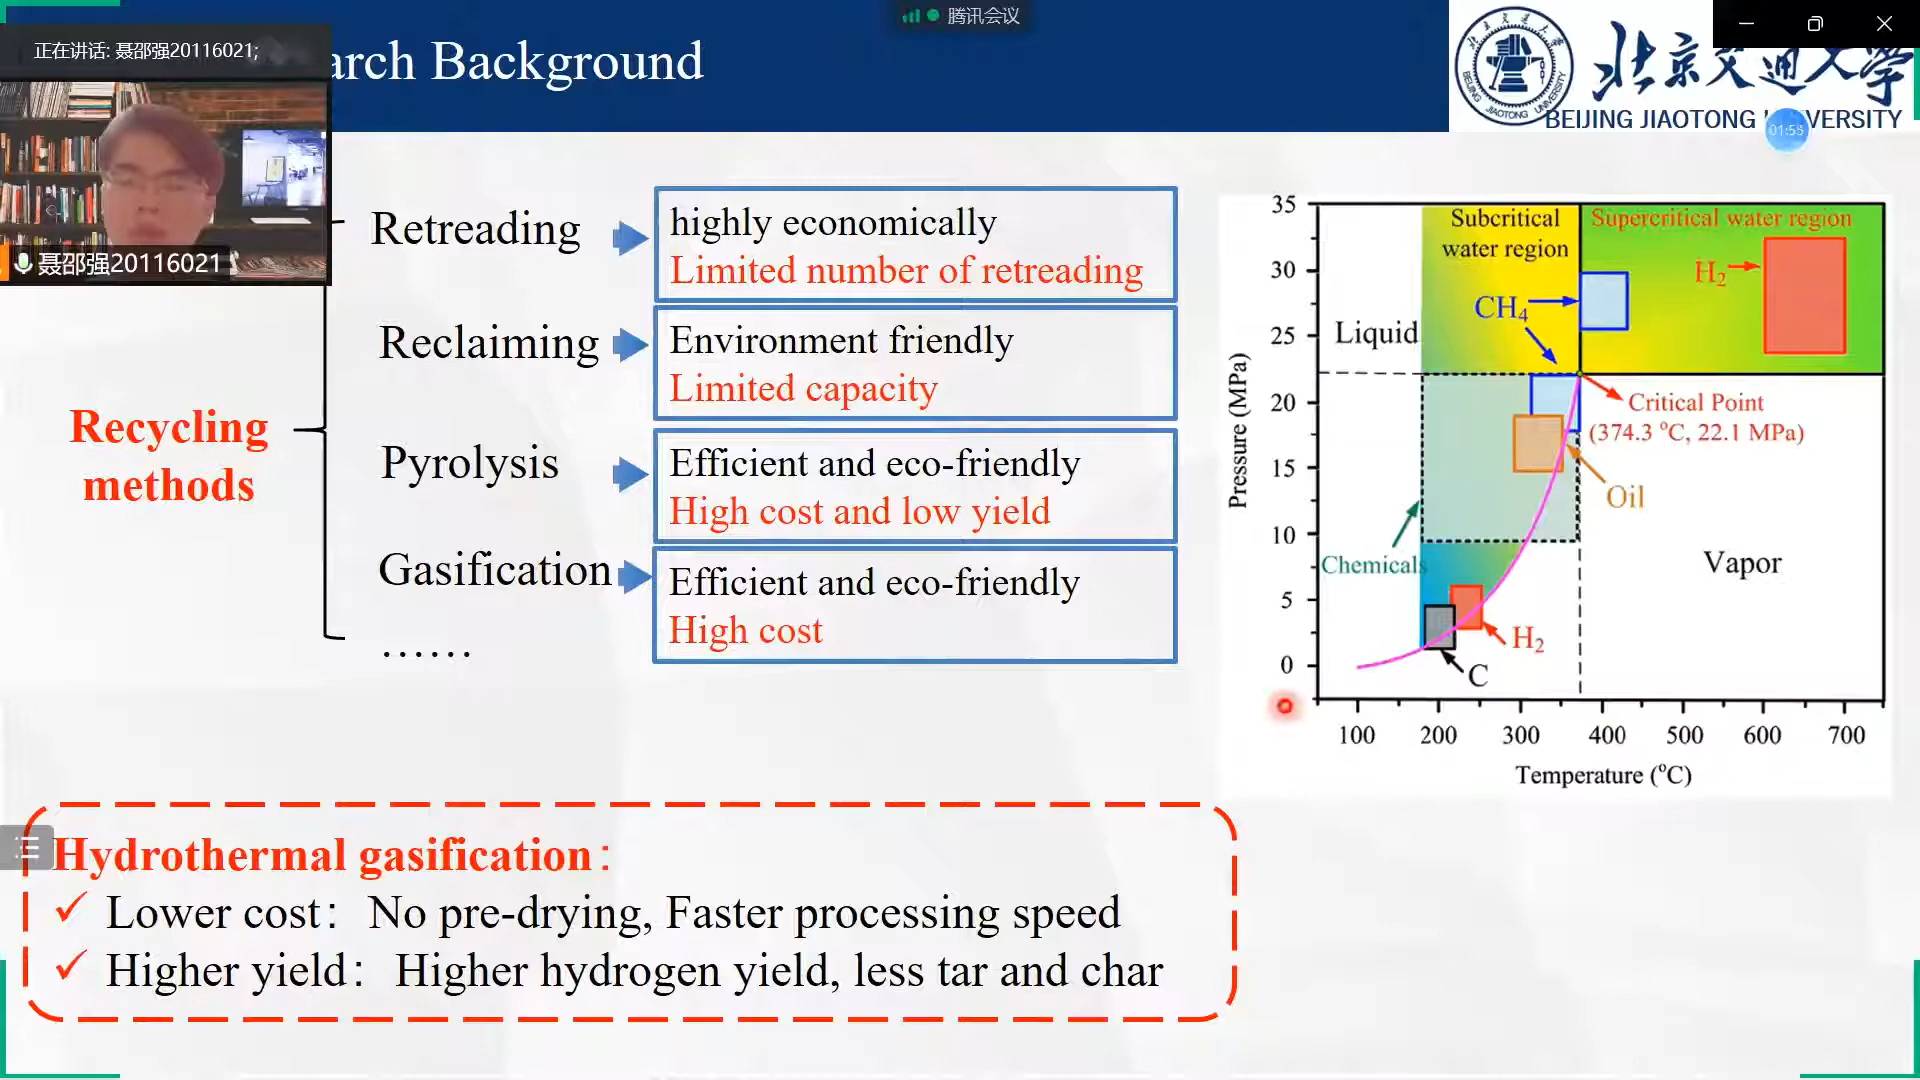 腾讯会议
正在讲话: 聂邵强20116021;
arch Background
北京交通大学
BEIJING JIAOTONG UNIVERSITY
01:55
聂邵强20116021
Recycling
methods
Retreading
highly economically
Limited number of retreading
Reclaiming
Environment friendly
Limited capacity
Pyrolysis
Efficient and eco-friendly
High cost and low yield
Gasification
Efficient and eco-friendly
High cost
……
Pressure (MPa)
35
30
25
20
15
10
5
0
Subcritical
water region
Supercritical water region
H2
CH4
Liquid
Critical Point
(374.3 °C, 22.1 MPa)
Oil
Chemicals
Vapor
H2
C
100 200 300 400 500 600 700
Temperature (°C)
Hydrothermal gasification：
✓ Lower cost： No pre-drying, Faster processing speed
✓ Higher yield： Higher hydrogen yield, less tar and char